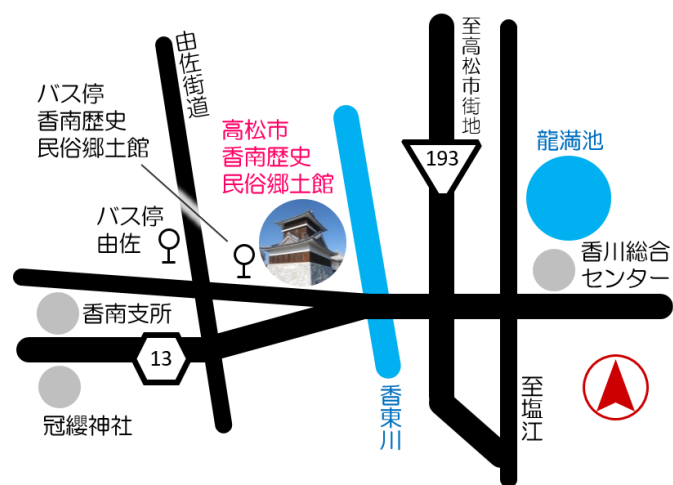 由佐街道
至高松市街地
バス停
香南歴史
民俗郷土館
高松市
香南歴史
民俗郷土館
193
龍満池
バス停
由佐
香川総合
センター
香南支所
13
冠纓神社
香東川
至塩江